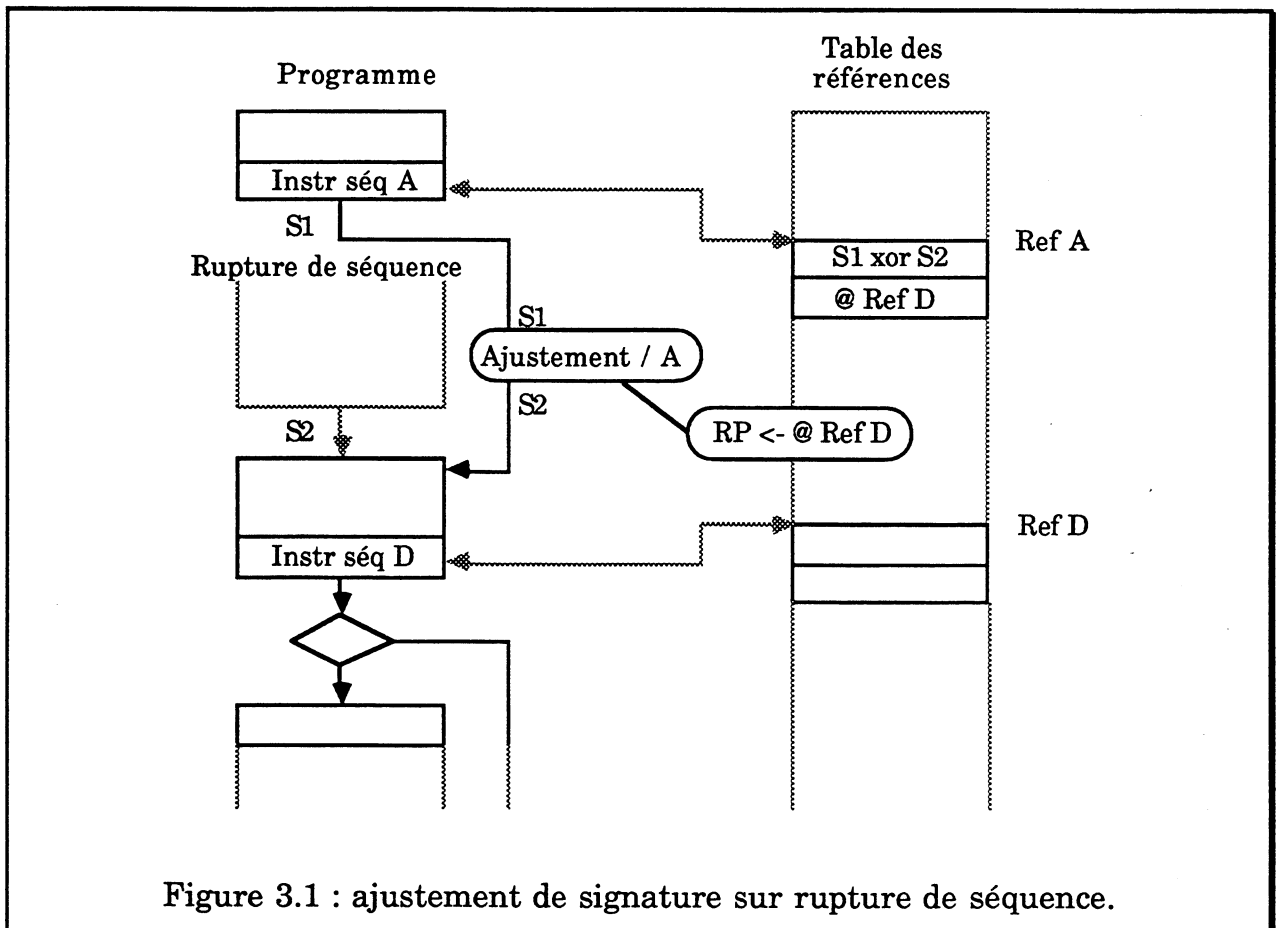 Programme
Table des
référénces
Instr séq A
S1
Rupture de séquence
S1 xor S2
Ref A
@ Ref D
S1
Ajustement / A
S2
S2
RP <- @ Ref D
Ref D
Instr séq D
Figure 3.1 : ajustement de signature sur rupture de séquence.